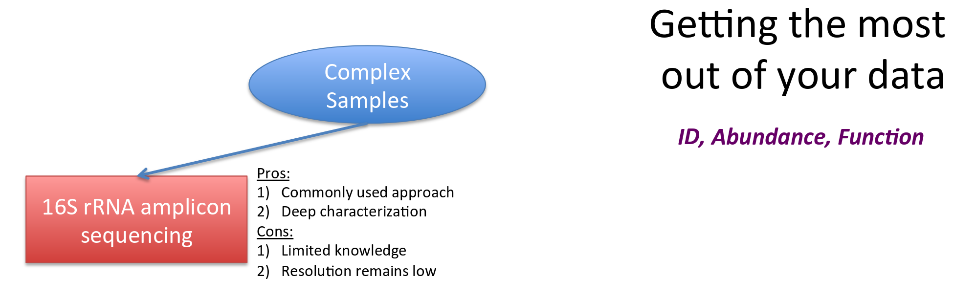 Getting the most
out of your data
ID, Abundance, Function
Complex
Samples
16S rRNA amplicon
sequencing
Pros:
1) Commonly used approach
2) Deep characterization
Cons:
1) Limited knowledge
2) Resolution remains low